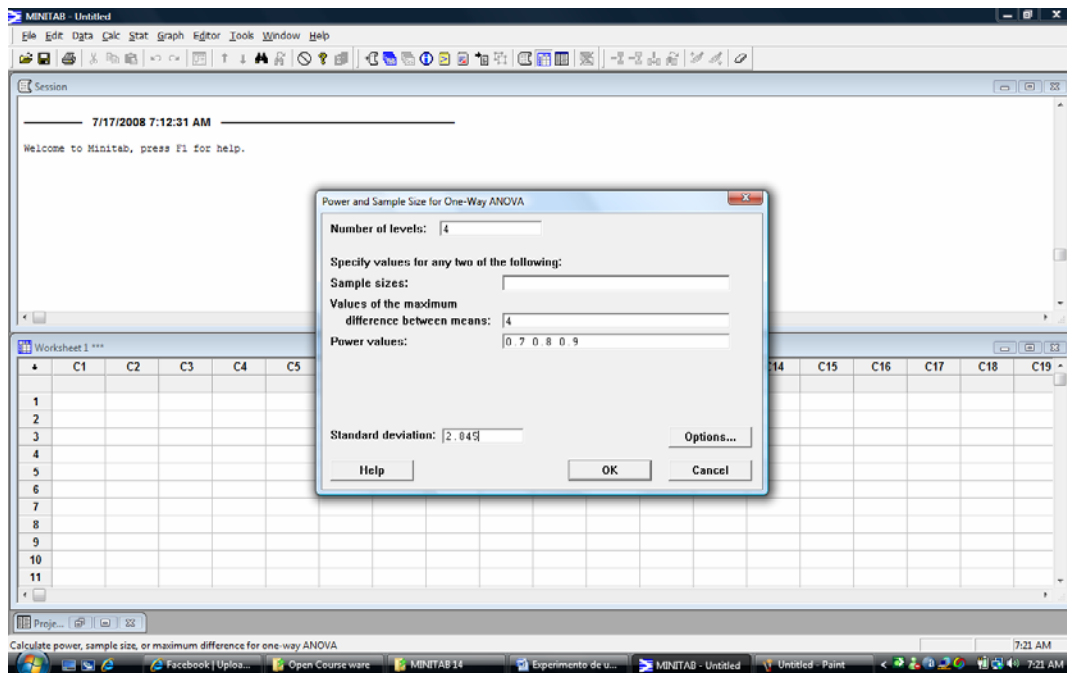 MINITAB - Untitled
File Edit Data Calc Stat Graph Editor Tools Window Help
Session
7/17/2008 7:12:31 AM
Welcome to Minitab, press F1 for help.
Power and Sample Size for One-Way ANOVA
Number of levels: 4
Specify values for any two of the following:
Sample sizes:
Values of the maximum
difference between means: 4
Power values: 0.7 0.8 0.9
Standard deviation: 2.045
Options...
Help OK Cancel
Worksheet 1 ***
C1 C2 C3 C4 C5 C14 C15 C16 C17 C18 C19
1
2
3
4
5
6
7
8
9
10
11
Proje...
Calculate power, sample size, or maximum difference for one-way ANOVA 7:21 AM
Facebook | Uploa... Open Course ware MINITAB 14 Experimento de u... MINITAB - Untitled Untitled - Paint 7:21 AM